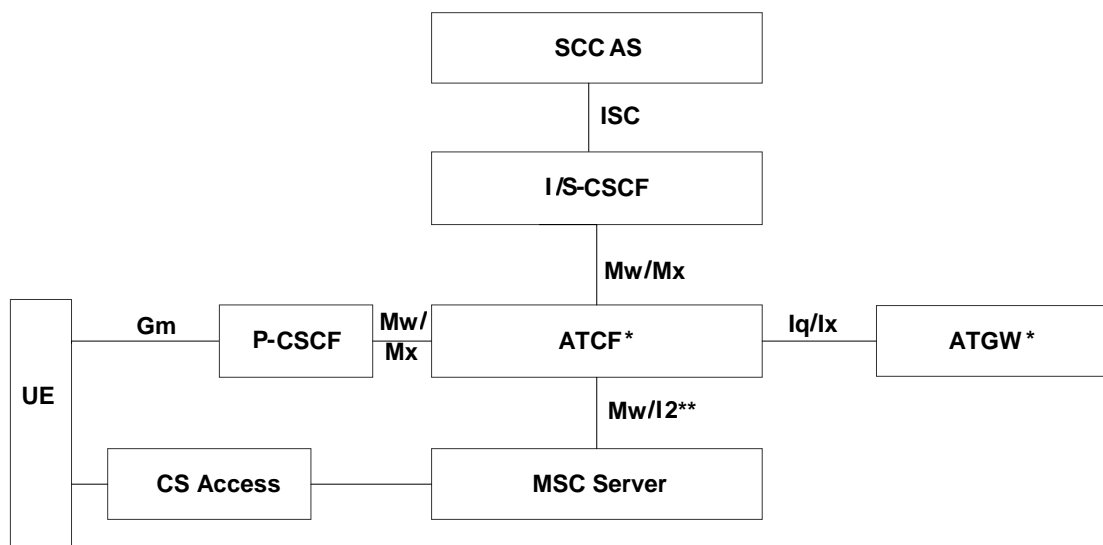 SCC AS
ISC
I/S-CSCF
Mw/Mx
Gm
P-CSCF
Mw/
Mx
ATCF*
Iq/Ix
ATGW*
UE
Mw/I2**
CS Access
MSC Server